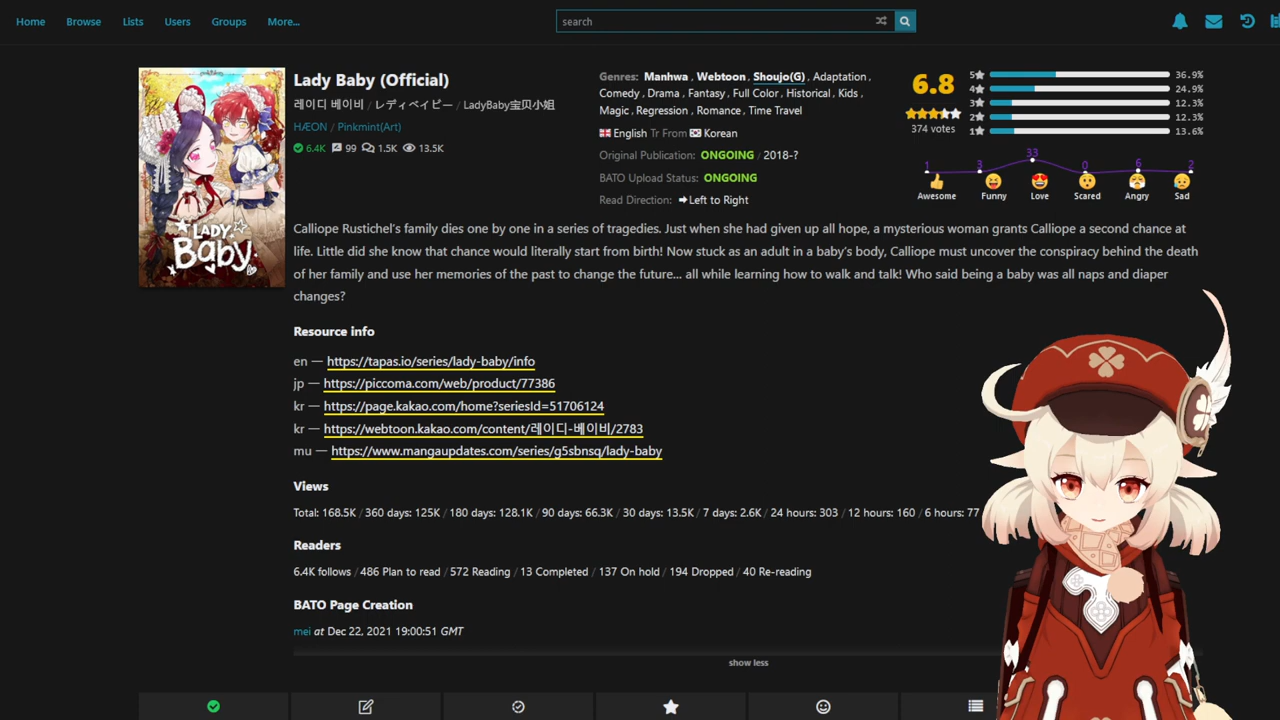 Home Browse Lists Users Groups More...
search
Lady Baby (Official)
레이디 베이비 / レディベイビー / LadyBaby宝贝小姐
HÆON / Pinkmint(Art)
6.4K 99 1.5K 13.5K
LADY
Baby
Genres: Manhwa , Webtoon , Shoujo(G) , Adaptation ,
Comedy , Drama , Fantasy , Full Color , Historical , Kids ,
Magic , Regression , Romance , Time Travel
English Tr From Korean
Original Publication: ONGOING / 2018-?
BATO Upload Status: ONGOING
Read Direction: Left to Right
6.8
374 votes
5 36.9%
4 24.9%
3 12.3%
2 12.3%
1 13.6%
1 3 33 0 6 2
Awesome Funny Love Scared Angry Sad
Calliope Rustichel's family dies one by one in a series of tragedies. Just when she had given up all hope, a mysterious woman grants Calliope a second chance at
life. Little did she know that chance would literally start from birth! Now stuck as an adult in a baby's body, Calliope must uncover the conspiracy behind the death
of her family and use her memories of the past to change the future... all while learning how to walk and talk! Who said being a baby was all naps and diaper
changes?
Resource info
en — https://tapas.io/series/lady-baby/info
jp — https://piccoma.com/web/product/77386
kr — https://page.kakao.com/home?seriesId=51706124
kr — https://webtoon.kakao.com/content/레이디-베이비/2783
mu — https://www.mangaupdates.com/series/g5sbnsq/lady-baby
Views
Total: 168.5K / 360 days: 125K / 180 days: 128.1K / 90 days: 66.3K / 30 days: 13.5K / 7 days: 2.6K / 24 hours: 303 / 12 hours: 160 / 6 hours: 77
Readers
6.4K follows / 486 Plan to read / 572 Reading / 13 Completed / 137 On hold / 194 Dropped / 40 Re-reading
BATO Page Creation
mei at Dec 22, 2021 19:00:51 GMT
show less